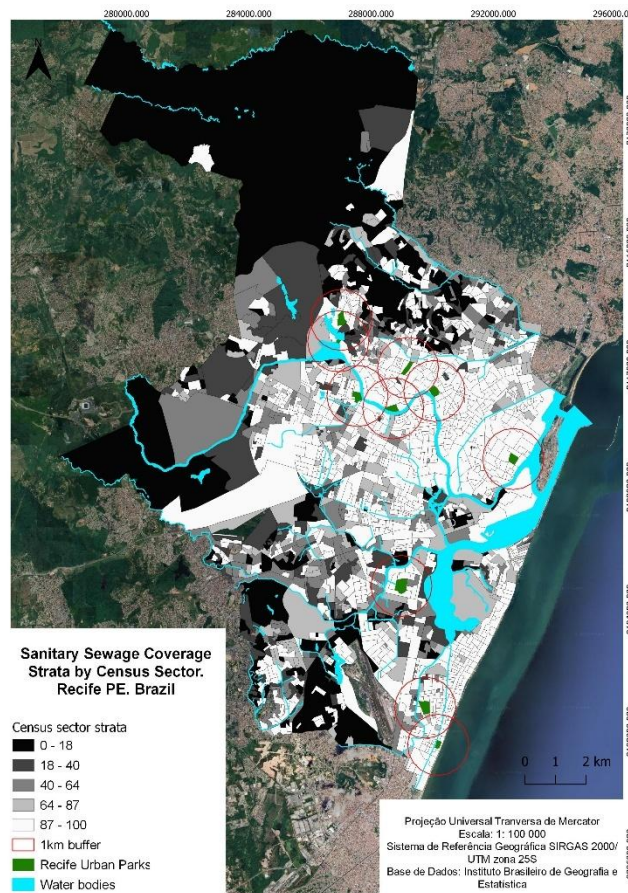 280000.000 284000.000 288000.000 292000.000 296000.000
N
Sanitary Sewage Coverage
Strata by Census Sector.
Recife PE. Brazil
Census sector strata
0 - 18
18 - 40
40 - 64
64 - 87
87 - 100
1km buffer
Recife Urban Parks
Water bodies
0 1 2 km
Projeção Universal Tranversa de Mercator
Escala: 1: 100 000
Sistema de Referência Geográfica SIRGAS 2000/
UTM zona 25S
Base de Dados: Instituto Brasileiro de Geografia e
Estatística